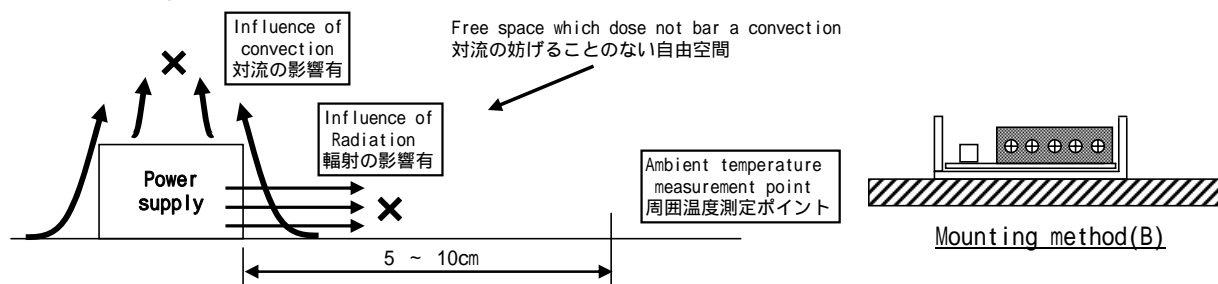 Influence of
convection
対流の影響有
Free space which dose not bar a convection
対流の妨げることのない自由空間
Influence of
Radiation
輻射の影響有
Power
supply
Ambient temperature
measurement point
周囲温度測定ポイント
5 ~ 10cm
Mounting method(B)